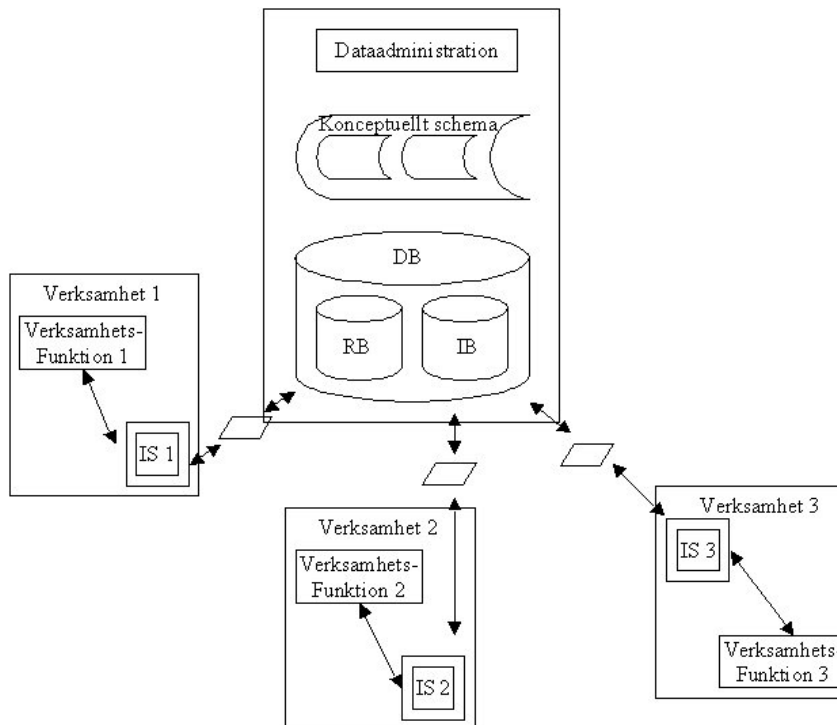 Dataadministration
Konceptuellt schema
DB
RB
IB
Verksamhet 1
Verksamhets-
Funktion 1
IS 1
Verksamhet 2
Verksamhets-
Funktion 2
IS 2
Verksamhet 3
IS 3
Verksamhets-
Funktion 3